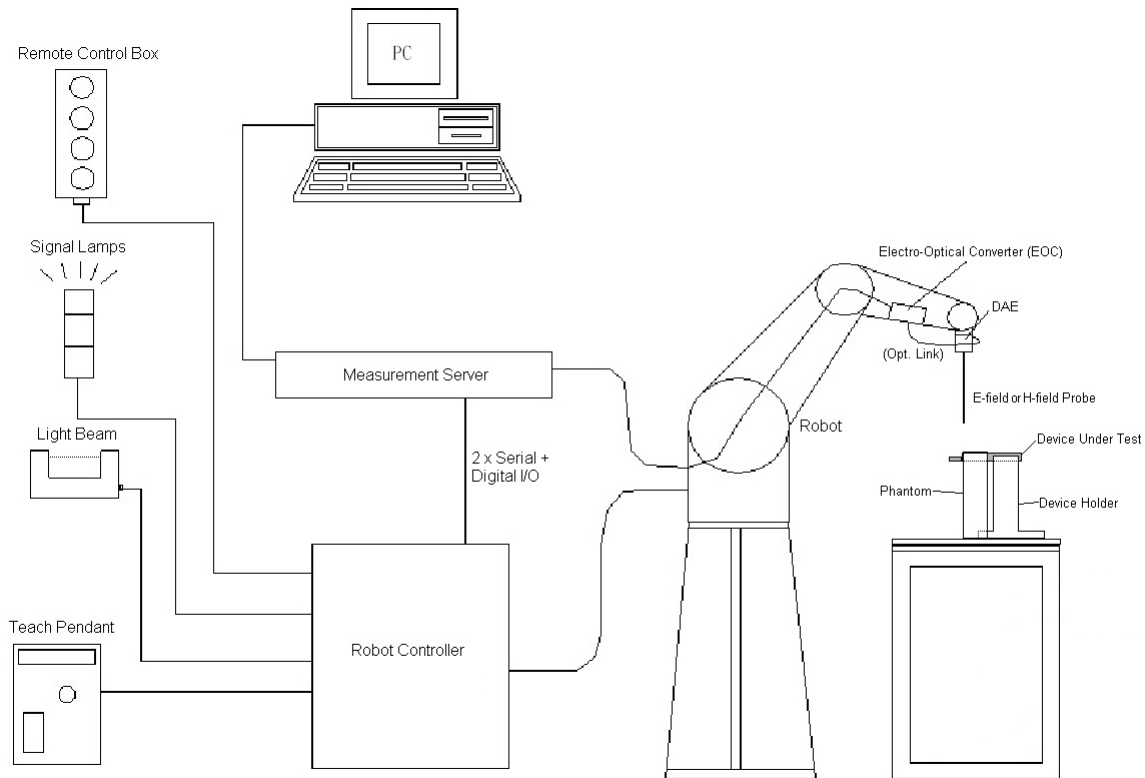 Remote Control Box
PC
Signal Lamps
Electro-Optical Converter (EOC)
DAE
(Opt. Link)
Measurement Server
E-field or H-field Probe
Robot
Light Beam
2 x Serial +
Digital I/O
Device Under Test
Phantom
Device Holder
Teach Pendant
Robot Controller